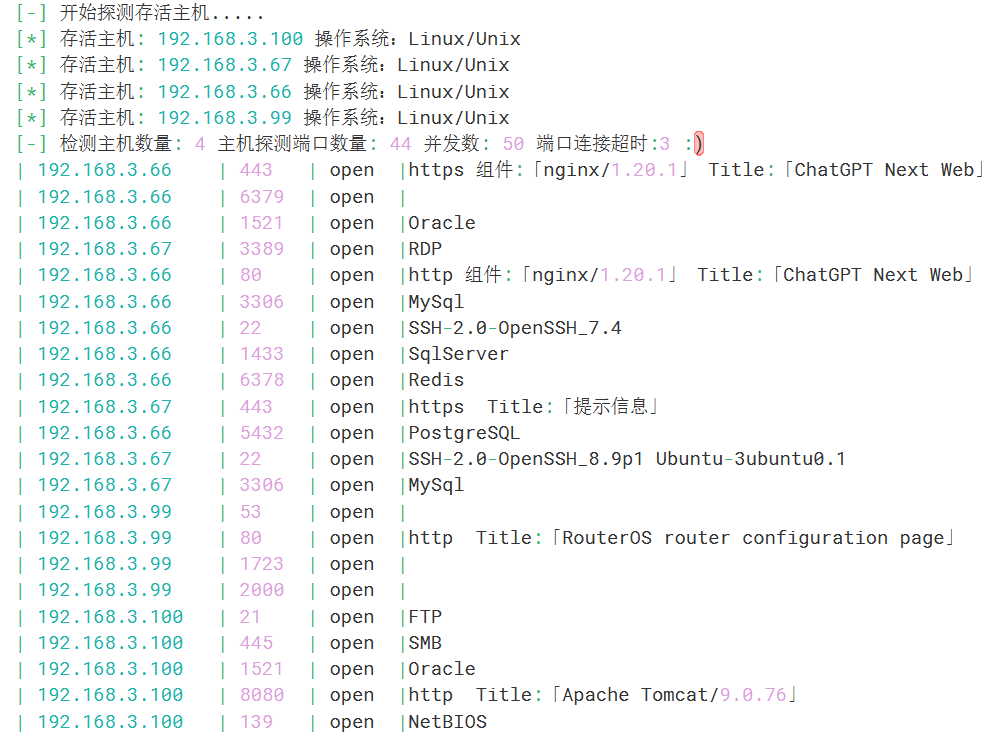 [-] 开始探测存活主机.....
[*] 存活主机: 192.168.3.100 操作系统: Linux/Unix
[*] 存活主机: 192.168.3.67 操作系统: Linux/Unix
[*] 存活主机: 192.168.3.66 操作系统: Linux/Unix
[*] 存活主机: 192.168.3.99 操作系统: Linux/Unix
[-] 检测主机数量: 4 主机探测端口数量: 44 并发数: 50 端口连接超时:3 :)
| 192.168.3.66 | 443 | open |https 组件:「nginx/1.20.1」 Title:「ChatGPT Next Web」
| 192.168.3.66 | 6379 | open |
| 192.168.3.66 | 1521 | open |Oracle
| 192.168.3.67 | 3389 | open |RDP
| 192.168.3.66 | 80 | open |http 组件:「nginx/1.20.1」 Title:「ChatGPT Next Web」
| 192.168.3.66 | 3306 | open |MySql
| 192.168.3.66 | 22 | open |SSH-2.0-OpenSSH_7.4
| 192.168.3.66 | 1433 | open |SqlServer
| 192.168.3.66 | 6378 | open |Redis
| 192.168.3.67 | 443 | open |https Title:「提示信息」
| 192.168.3.66 | 5432 | open |PostgreSQL
| 192.168.3.67 | 22 | open |SSH-2.0-OpenSSH_8.9p1 Ubuntu-3ubuntu0.1
| 192.168.3.67 | 3306 | open |MySql
| 192.168.3.99 | 53 | open |
| 192.168.3.99 | 80 | open |http Title:「RouterOS router configuration page」
| 192.168.3.99 | 1723 | open |
| 192.168.3.99 | 2000 | open |
| 192.168.3.100 | 21 | open |FTP
| 192.168.3.100 | 445 | open |SMB
| 192.168.3.100 | 1521 | open |Oracle
| 192.168.3.100 | 8080 | open |http Title:「Apache Tomcat/9.0.76」
| 192.168.3.100 | 139 | open |NetBIOS